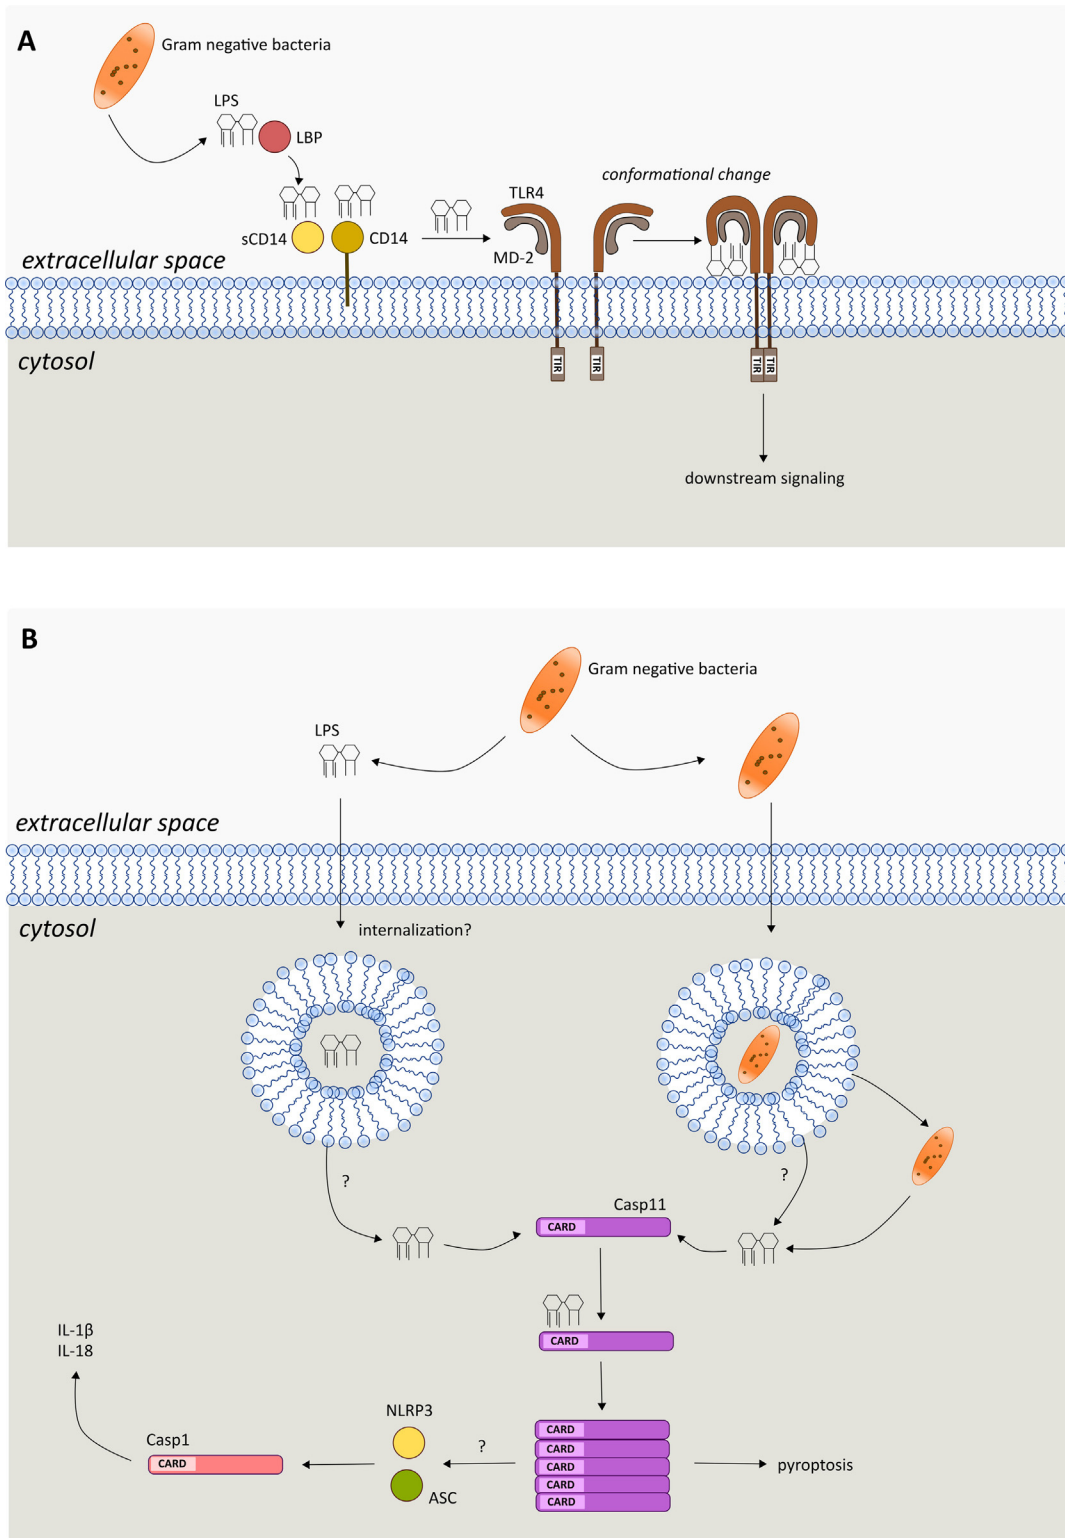 A
Gram negative bacteria
LPS
LBP
conformational change
TLR4
sCD14
CD14
MD-2
extracellular space
cytosol
TIR
TIR
TIR
TIR
downstream signaling
B
Gram negative bacteria
LPS
extracellular space
cytosol
internalization?
?
?
Casp11
CARD
CARD
IL-1β
IL-18
NLRP3
CARD
CARD
CARD
CARD
CARD
?
Casp1
CARD
ASC
pyroptosis